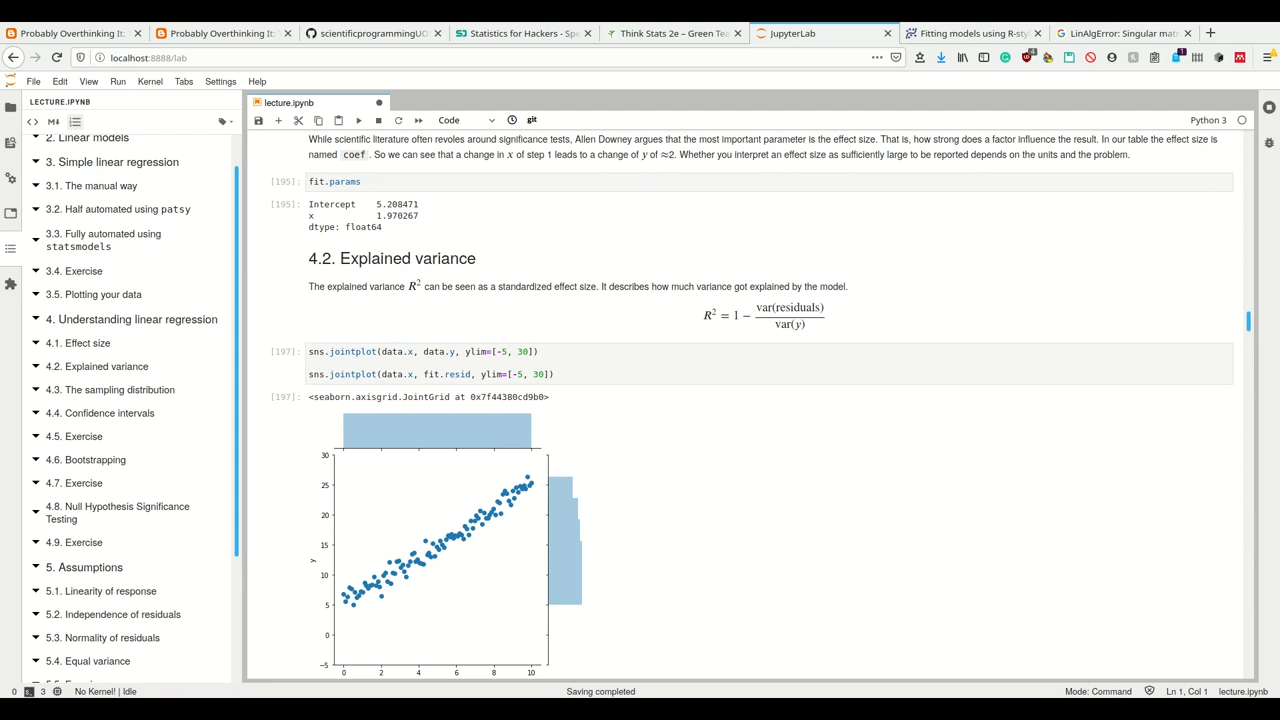 Probably Overthinking It:
Probably Overthinking It:
scientificprogrammingUO
Statistics for Hackers - Spe
Think Stats 2e – Green Tea
JupyterLab
Fitting models using R-sty
LinAlgError: Singular mat
localhost:8888/lab
File Edit View Run Kernel Tabs Settings Help
LECTURE.IPYNB
lecture.ipynb
Code
git
Python 3
2. Linear models
3. Simple linear regression
3.1. The manual way
3.2. Half automated using patsy
3.3. Fully automated using
statsmodels
3.4. Exercise
3.5. Plotting your data
4. Understanding linear regression
4.1. Effect size
4.2. Explained variance
4.3. The sampling distribution
4.4. Confidence intervals
4.5. Exercise
4.6. Bootstrapping
4.7. Exercise
4.8. Null Hypothesis Significance
Testing
4.9. Exercise
5. Assumptions
5.1. Linearity of response
5.2. Independence of residuals
5.3. Normality of residuals
5.4. Equal variance
While scientific literature often revoles around significance tests, Allen Downey argues that the most important parameter is the effect size. That is, how strong does a factor influence the result. In our table the effect size is
named coef. So we can see that a change in x of step 1 leads to a change of y of ≈2. Whether you interpret an effect size as sufficiently large to be reported depends on the units and the problem.
[195]: fit.params
[195]: Intercept 5.208471
x 1.970267
dtype: float64
4.2. Explained variance
The explained variance R² can be seen as a standardized effect size. It describes how much variance got explained by the model.
R² = 1 − var(residuals) / var(y)
[197]: sns.jointplot(data.x, data.y, ylim=[-5, 30])
sns.jointplot(data.x, fit.resid, ylim=[-5, 30])
[197]: <seaborn.axisgrid.JointGrid at 0x7f44380cd9b0>
30
25
20
15
y
10
5
0
−5
0 2 4 6 8 10
0 3 No Kernel! | Idle
Saving completed
Mode: Command
Ln 1, Col 1
lecture.ipynb